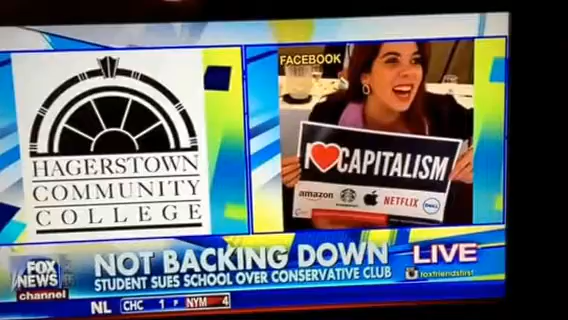 FACEBOOK
HAGERSTOWN
COMMUNITY
COLLEGE
I ❤ CAPITALISM
amazon NETFLIX DELL
NOT BACKING DOWN
STUDENT SUES SCHOOL OVER CONSERVATIVE CLUB
LIVE
foxfriendsfirst
FOX
NEWS
channel
NL CHC 1 P NYM 4